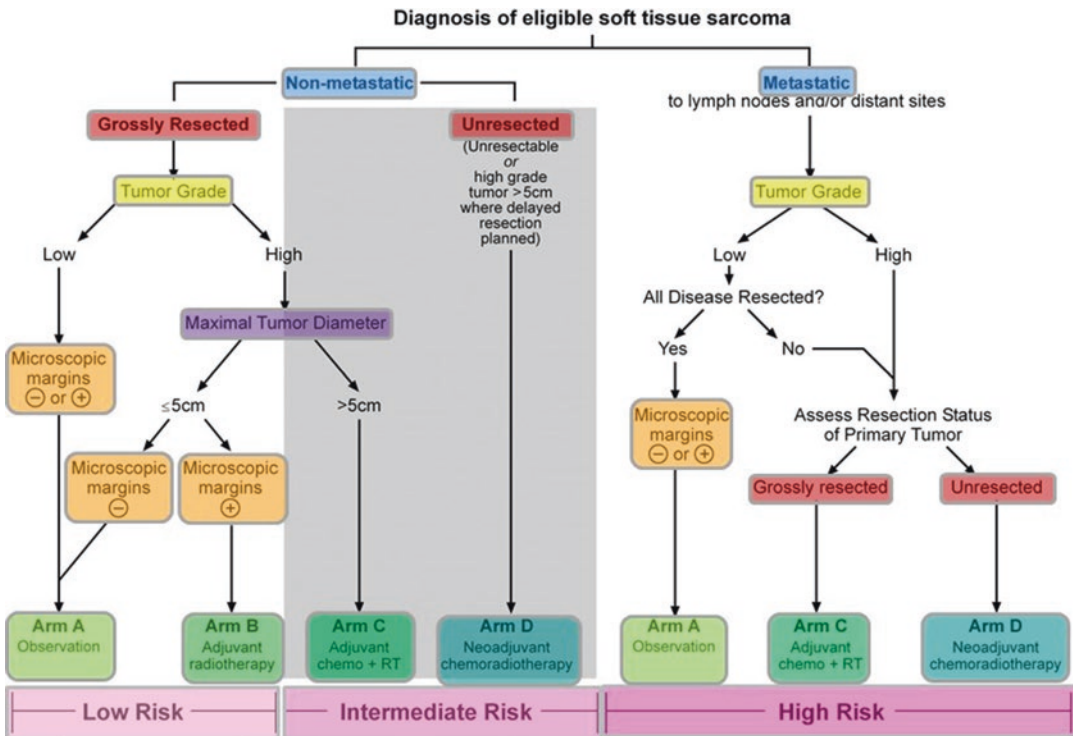 Diagnosis of eligible soft tissue sarcoma
Non-metastatic
Metastatic
to lymph nodes and/or distant sites
Grossly Resected
Unresected
(Unresectable
or
high grade
tumor >5cm
where delayed
resection
planned)
Tumor Grade
Tumor Grade
Low
High
Low
High
All Disease Resected?
Maximal Tumor Diameter
Yes
No
Microscopic
margins
⊖ or ⊕
≤5cm
>5cm
Microscopic
margins
⊖ or ⊕
Assess Resection Status
of Primary Tumor
Microscopic
margins
⊖
Microscopic
margins
⊕
Grossly resected
Unresected
Arm A
Observation
Arm B
Adjuvant
radiotherapy
Arm C
Adjuvant
chemo + RT
Arm D
Neoadjuvant
chemoradiotherapy
Arm A
Observation
Arm C
Adjuvant
chemo + RT
Arm D
Neoadjuvant
chemoradiotherapy
Low Risk
Intermediate Risk
High Risk